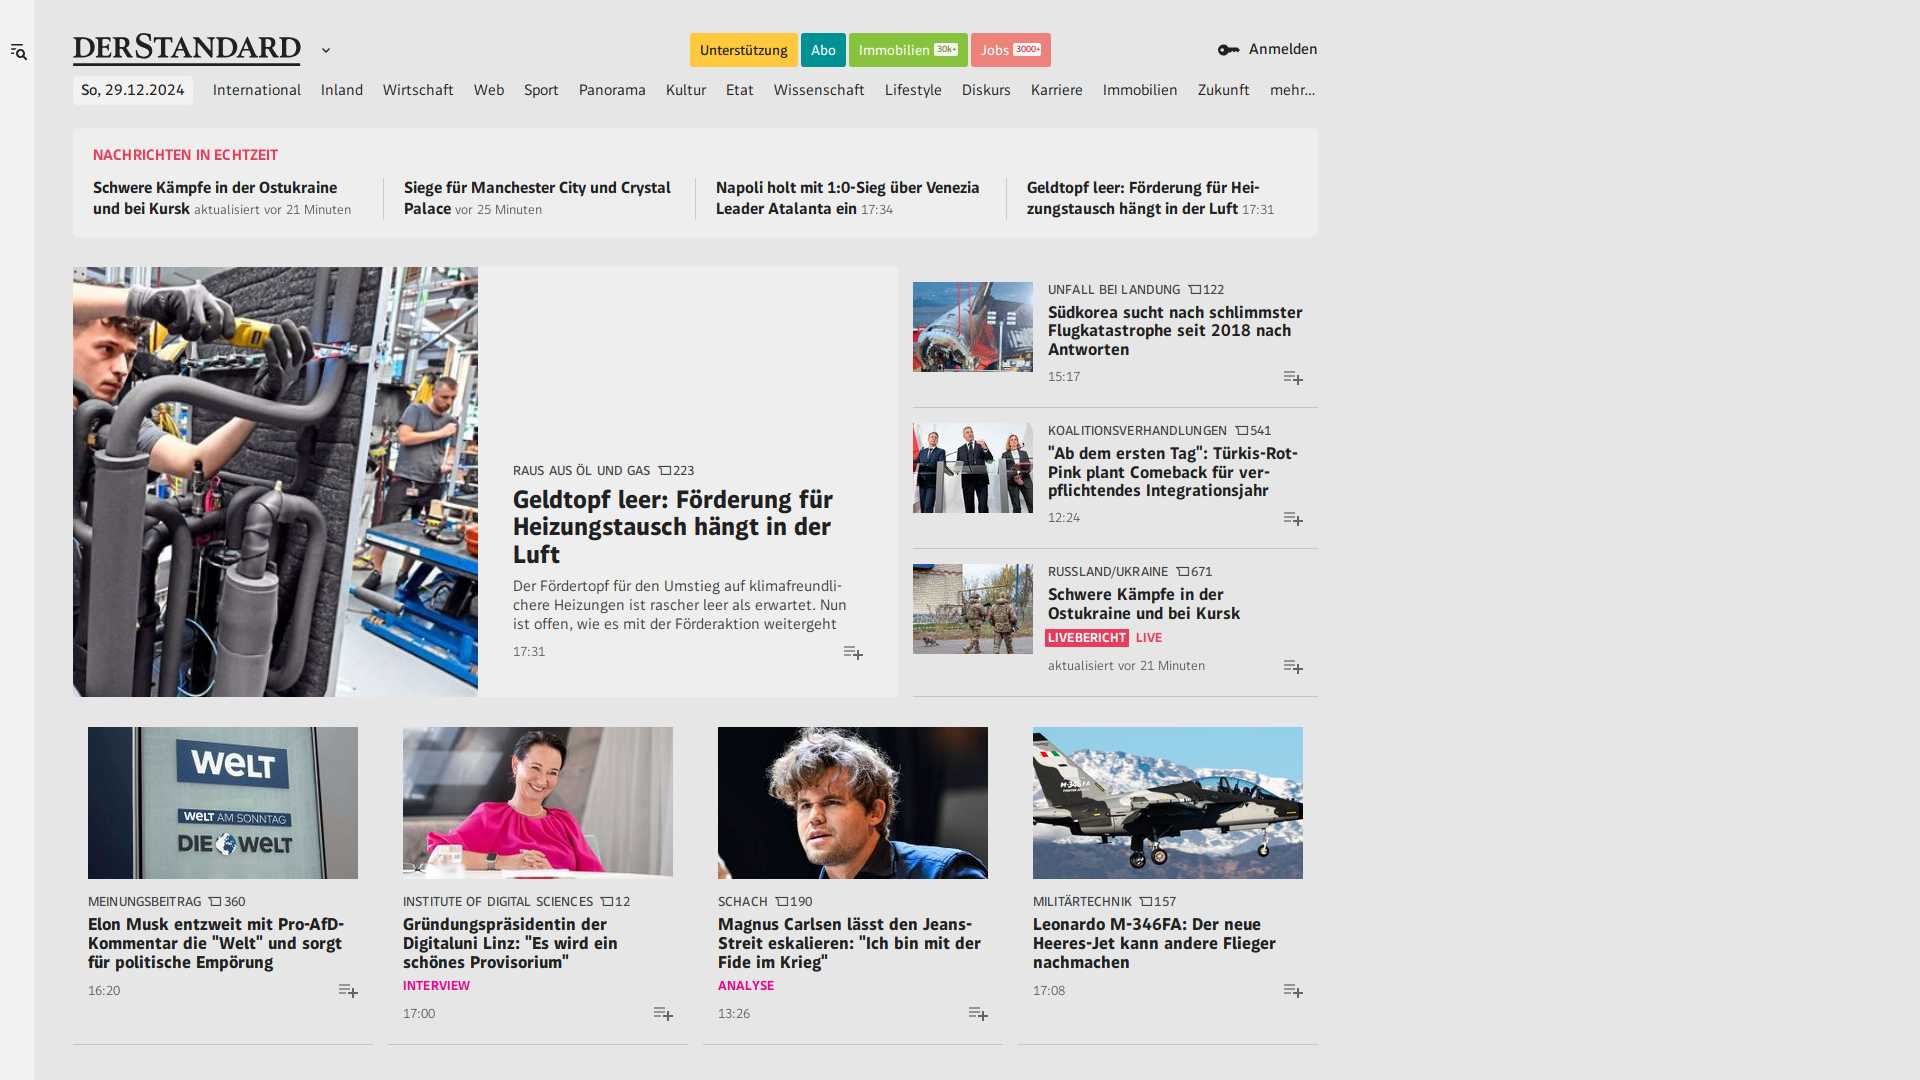 DERSTANDARD
Unterstützung
Abo
Immobilien 30k+
Jobs 3000+
Anmelden
So, 29.12.2024
International
Inland
Wirtschaft
Web
Sport
Panorama
Kultur
Etat
Wissenschaft
Lifestyle
Diskurs
Karriere
Immobilien
Zukunft
mehr...
NACHRICHTEN IN ECHTZEIT
Schwere Kämpfe in der Ostukraine
und bei Kursk aktualisiert vor 21 Minuten
Siege für Manchester City und Crystal
Palace vor 25 Minuten
Napoli holt mit 1:0-Sieg über Venezia
Leader Atalanta ein 17:34
Geldtopf leer: Förderung für Hei-
zungstausch hängt in der Luft 17:31
RAUS AUS ÖL UND GAS 223
Geldtopf leer: Förderung für
Heizungstausch hängt in der
Luft
Der Fördertopf für den Umstieg auf klimafreundli-
chere Heizungen ist rascher leer als erwartet. Nun
ist offen, wie es mit der Förderaktion weitergeht
17:31
UNFALL BEI LANDUNG 122
Südkorea sucht nach schlimmster
Flugkatastrophe seit 2018 nach
Antworten
15:17
KOALITIONSVERHANDLUNGEN 541
"Ab dem ersten Tag": Türkis-Rot-
Pink plant Comeback für ver-
pflichtendes Integrationsjahr
12:24
RUSSLAND/UKRAINE 671
Schwere Kämpfe in der
Ostukraine und bei Kursk
LIVEBERICHT LIVE
aktualisiert vor 21 Minuten
WELT
WELT AM SONNTAG
DIE WELT
MEINUNGSBEITRAG 360
Elon Musk entzweit mit Pro-AfD-
Kommentar die "Welt" und sorgt
für politische Empörung
16:20
INSTITUTE OF DIGITAL SCIENCES 12
Gründungspräsidentin der
Digitaluni Linz: "Es wird ein
schönes Provisorium"
INTERVIEW
17:00
SCHACH 190
Magnus Carlsen lässt den Jeans-
Streit eskalieren: "Ich bin mit der
Fide im Krieg"
ANALYSE
13:26
M-346FA
MILITÄRTECHNIK 157
Leonardo M-346FA: Der neue
Heeres-Jet kann andere Flieger
nachmachen
17:08